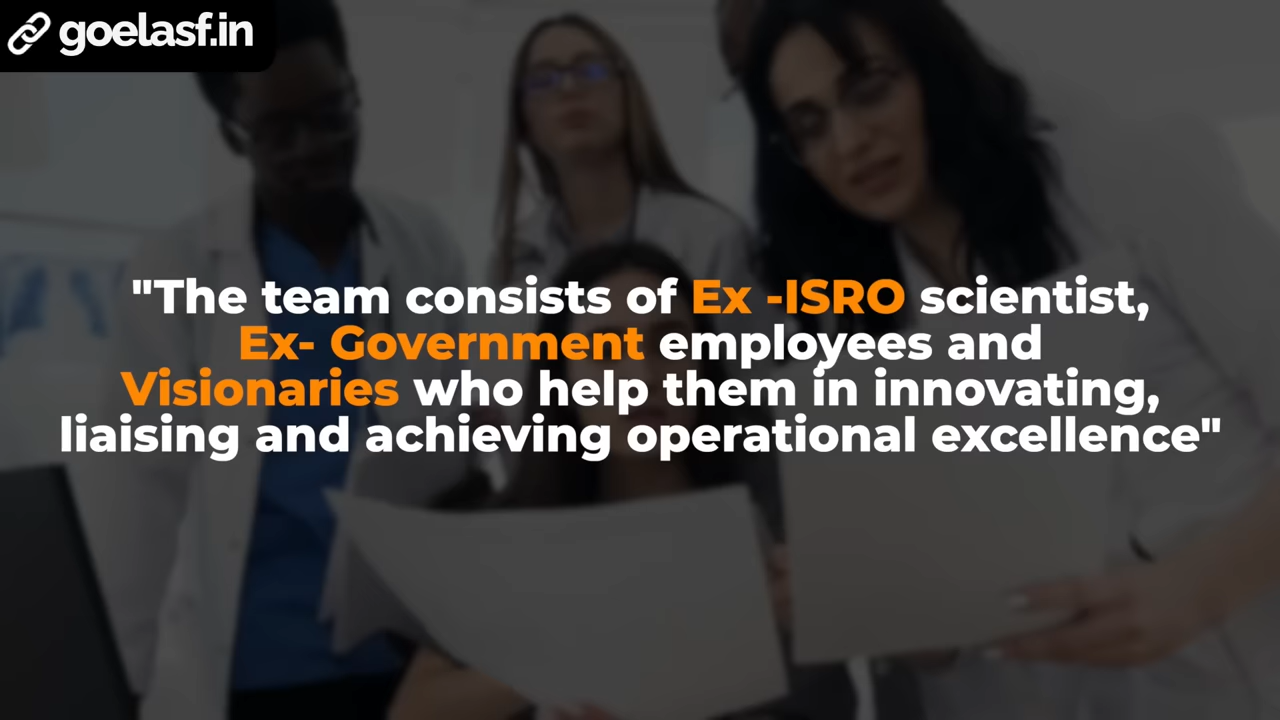 goelasf.in
"The team consists of Ex -ISRO scientist,
Ex- Government employees and
Visionaries who help them in innovating,
liaising and achieving operational excellence"